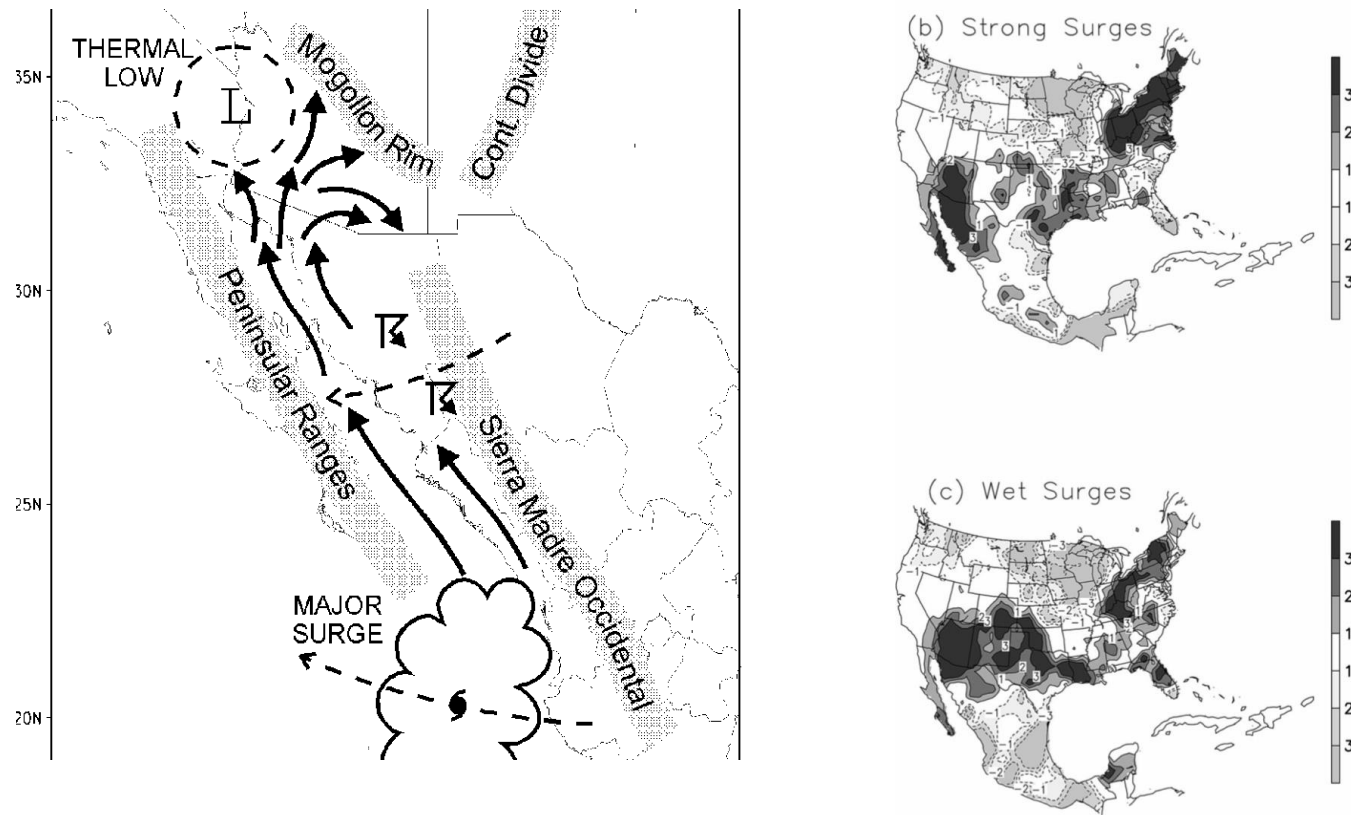 THERMAL
LOW
L
Mogollon Rim
Cont. Divide
35N
30N
25N
20N
Peninsular Ranges
Sierra Madre Occidental
MAJOR
SURGE
(b) Strong Surges
3
2
1
1
2
3
(c) Wet Surges
3
2
1
1
2
3